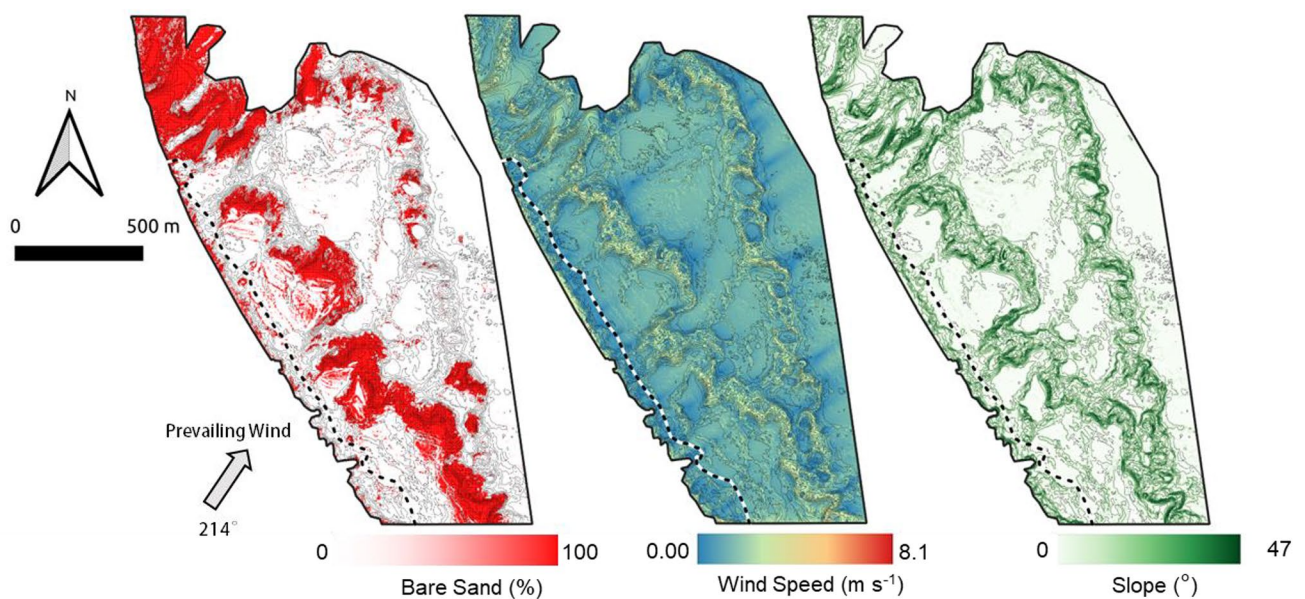 N
0 500 m
Prevailing Wind
214°
0 100
Bare Sand (%)
0.00 8.1
Wind Speed (m s⁻¹)
0 47
Slope (°)